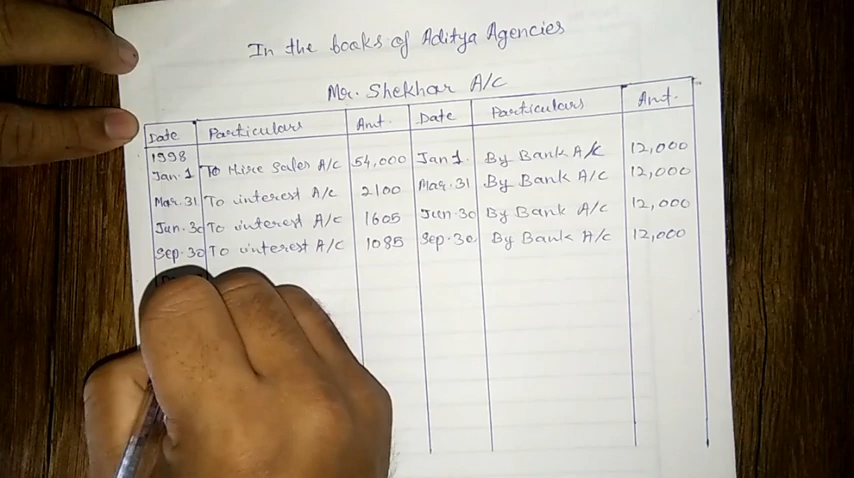 In the books of Aditya Agencies
Mr. Shekhar A/C
Date Particulars Amt. Date Particulars Amt.
1998
Jan. 1 To Hire Sales A/C 54,000 Jan 1. By Bank A/c 12,000
Mar. 31 To interest A/C 2100 Mar. 31 By Bank A/C 12,000
Jun. 30 To interest A/C 1605 Jun. 30 By Bank A/C 12,000
Sep. 30 To interest A/C 1085 Sep. 30 By Bank A/C 12,000